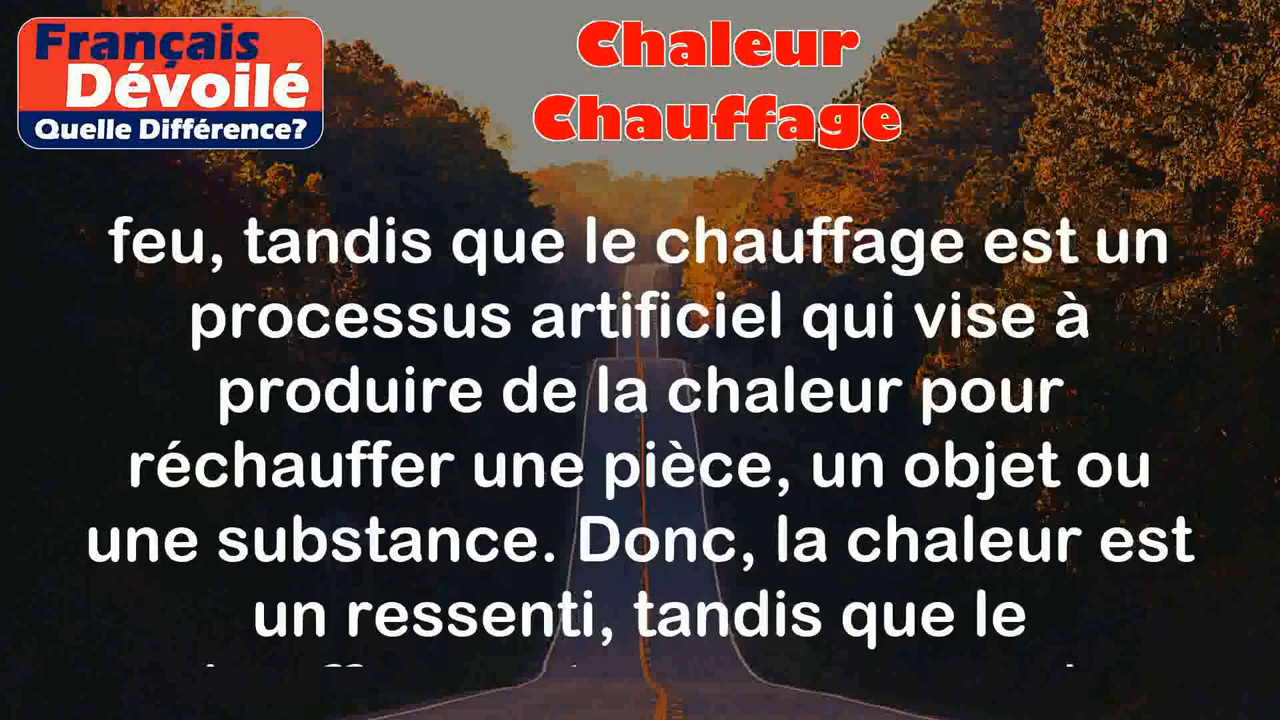 Français
Dévoilé
Quelle Différence?
Chaleur
Chauffage
feu, tandis que le chauffage est un
processus artificiel qui vise à
produire de la chaleur pour
réchauffer une pièce, un objet ou
une substance. Donc, la chaleur est
un ressenti, tandis que le